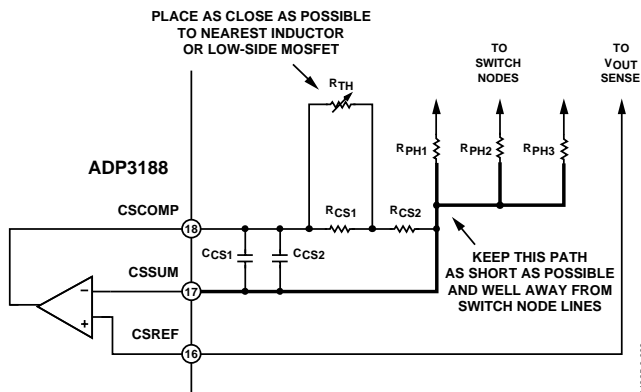 PLACE AS CLOSE AS POSSIBLE
TO NEAREST INDUCTOR
OR LOW-SIDE MOSFET
TO
SWITCH
NODES
TO
VOUT
SENSE
RTH
RPH1
RPH2
RPH3
ADP3188
CSCOMP
18
RCS1
RCS2
CCS1
CCS2
KEEP THIS PATH
AS SHORT AS POSSIBLE
AND WELL AWAY FROM
SWITCH NODE LINES
CSSUM
17
−
+
CSREF
16